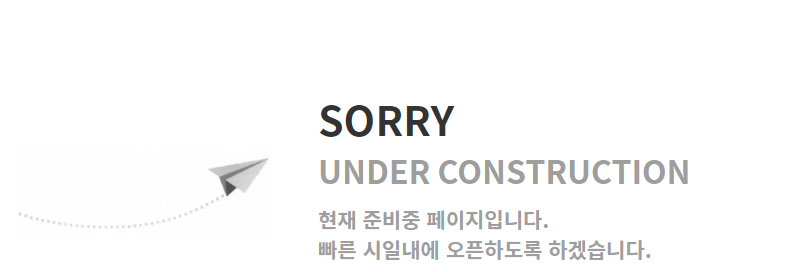 SORRY
UNDER CONSTRUCTION
현재 준비중 페이지입니다.
빠른 시일내에 오픈하도록 하겠습니다.